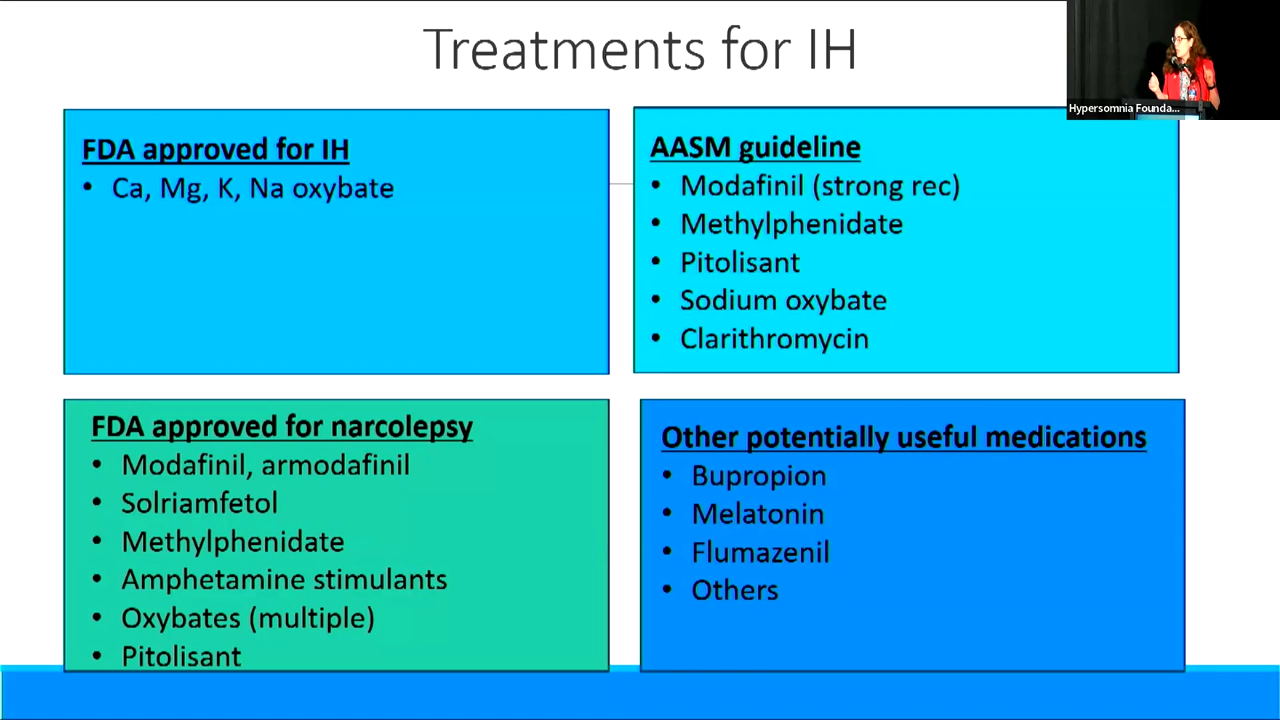 Treatments for IH
Hypersomnia Founda...
FDA approved for IH
• Ca, Mg, K, Na oxybate
AASM guideline
• Modafinil (strong rec)
• Methylphenidate
• Pitolisant
• Sodium oxybate
• Clarithromycin
FDA approved for narcolepsy
• Modafinil, armodafinil
• Solriamfetol
• Methylphenidate
• Amphetamine stimulants
• Oxybates (multiple)
• Pitolisant
Other potentially useful medications
• Bupropion
• Melatonin
• Flumazenil
• Others